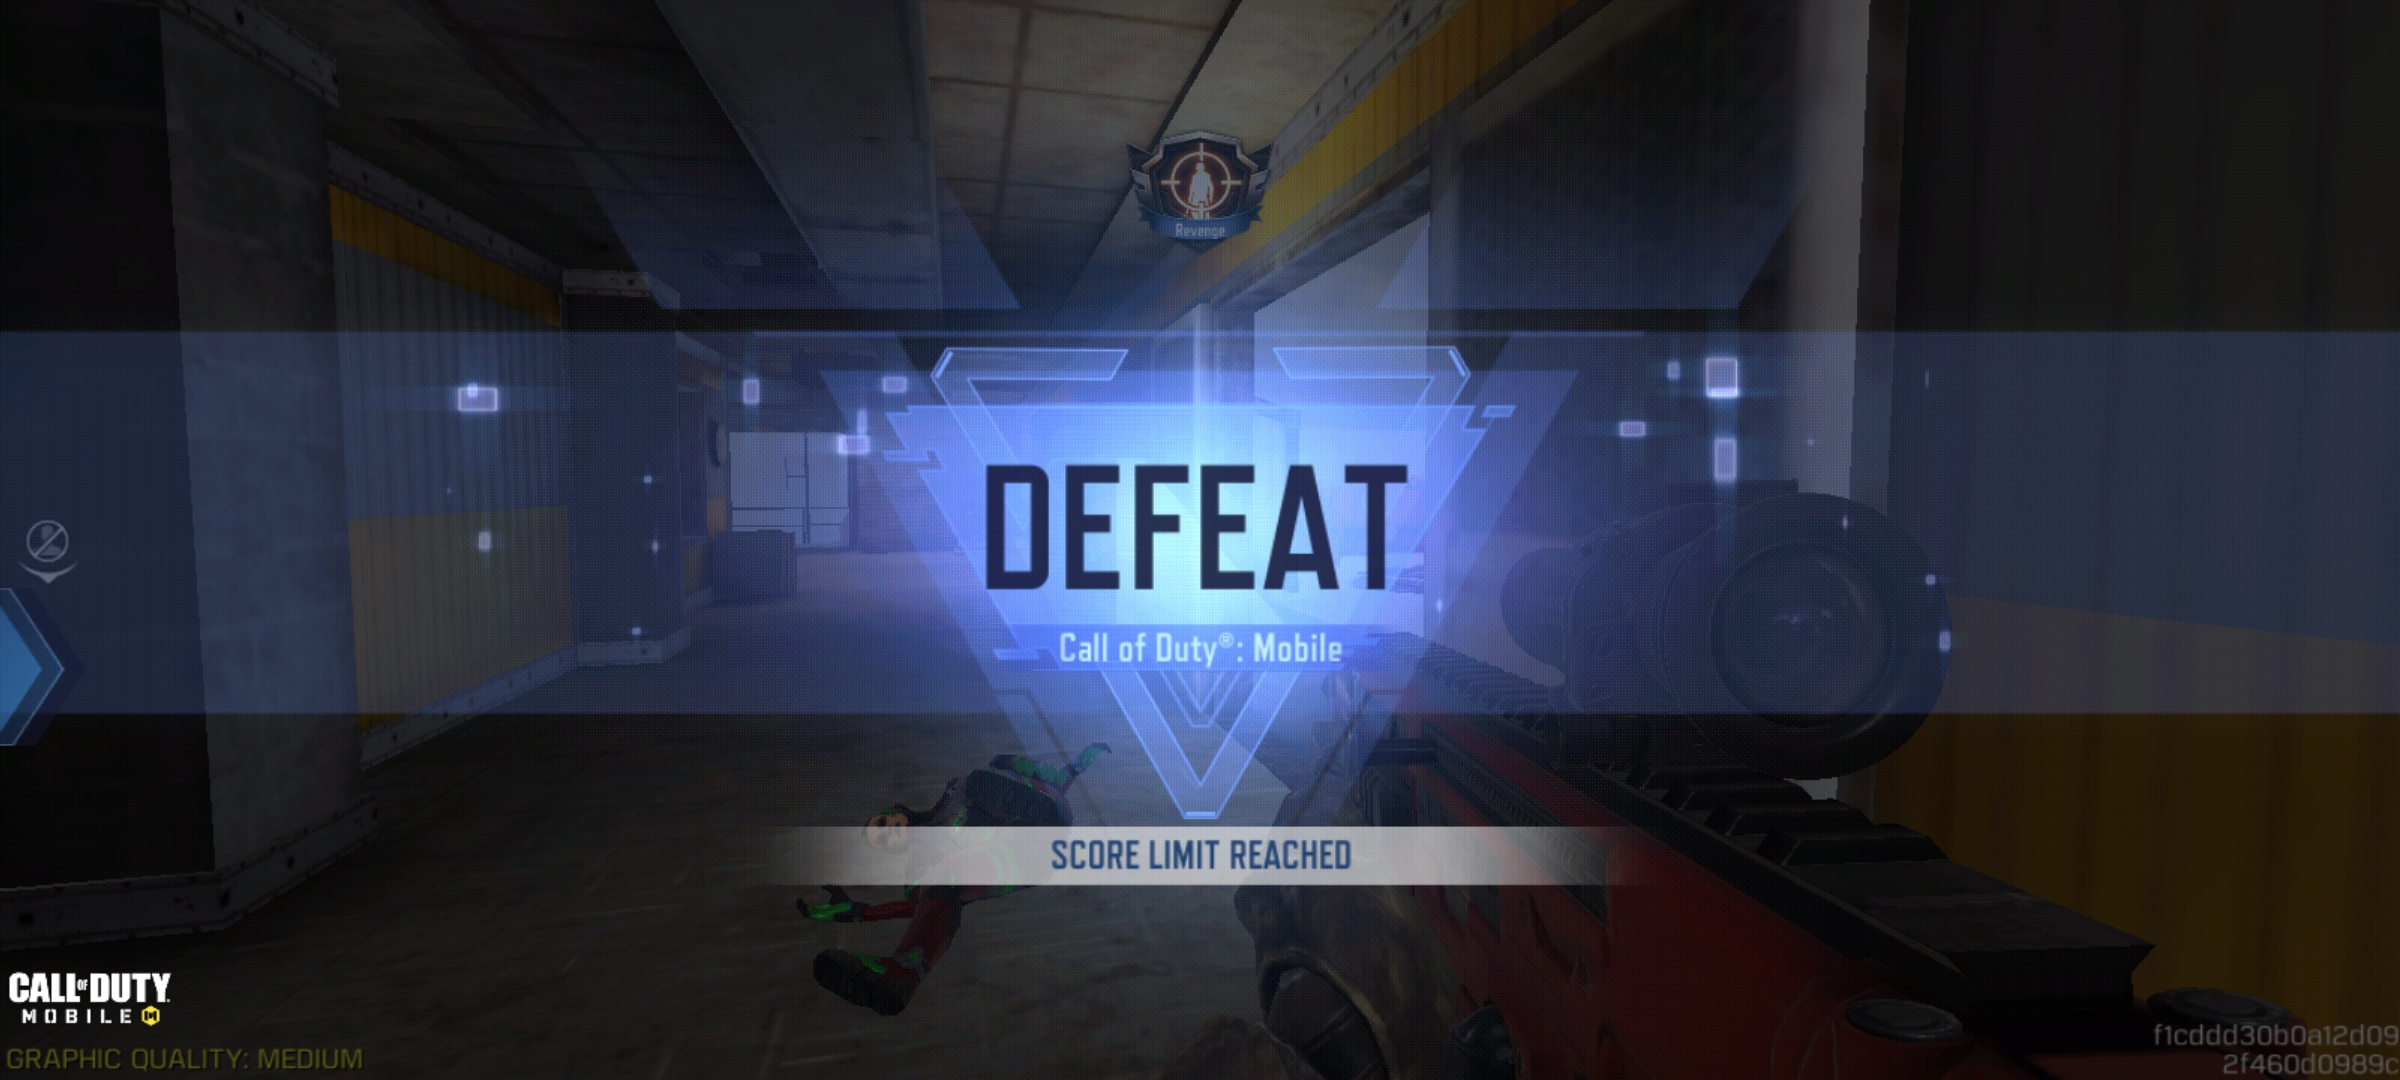 Revenge
DEFEAT
Call of Duty®: Mobile
SCORE LIMIT REACHED
CALL OF DUTY
MOBILE
GRAPHIC QUALITY: MEDIUM
f1cddd30b0a12d09
2f460d0989c